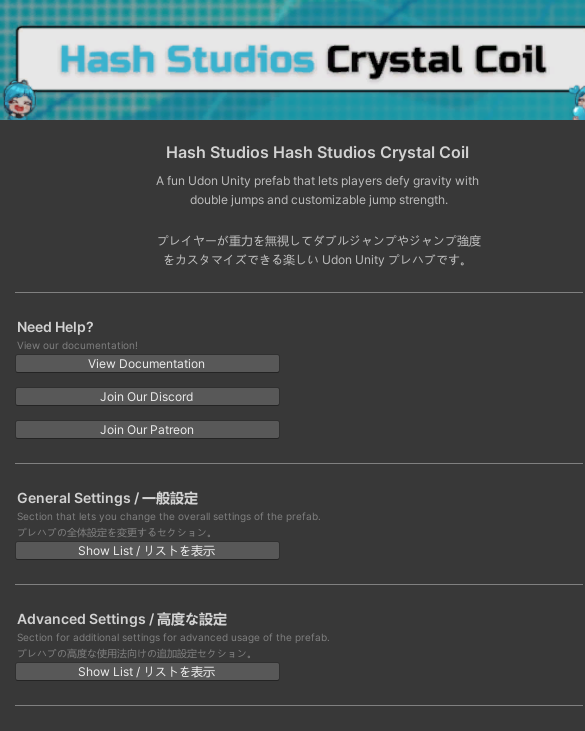 Hash Studios Crystal Coil
Hash Studios Hash Studios Crystal Coil
A fun Udon Unity prefab that lets players defy gravity with
double jumps and customizable jump strength.
プレイヤーが重力を無視してダブルジャンプやジャンプ強度
をカスタマイズできる楽しい Udon Unity プレハブです。
Need Help?
View our documentation!
View Documentation
Join Our Discord
Join Our Patreon
General Settings / 一般設定
Section that lets you change the overall settings of the prefab.
プレハブの全体設定を変更するセクション。
Show List / リストを表示
Advanced Settings / 高度な設定
Section for additional settings for advanced usage of the prefab.
プレハブの高度な使用法向けの追加設定セクション。
Show List / リストを表示